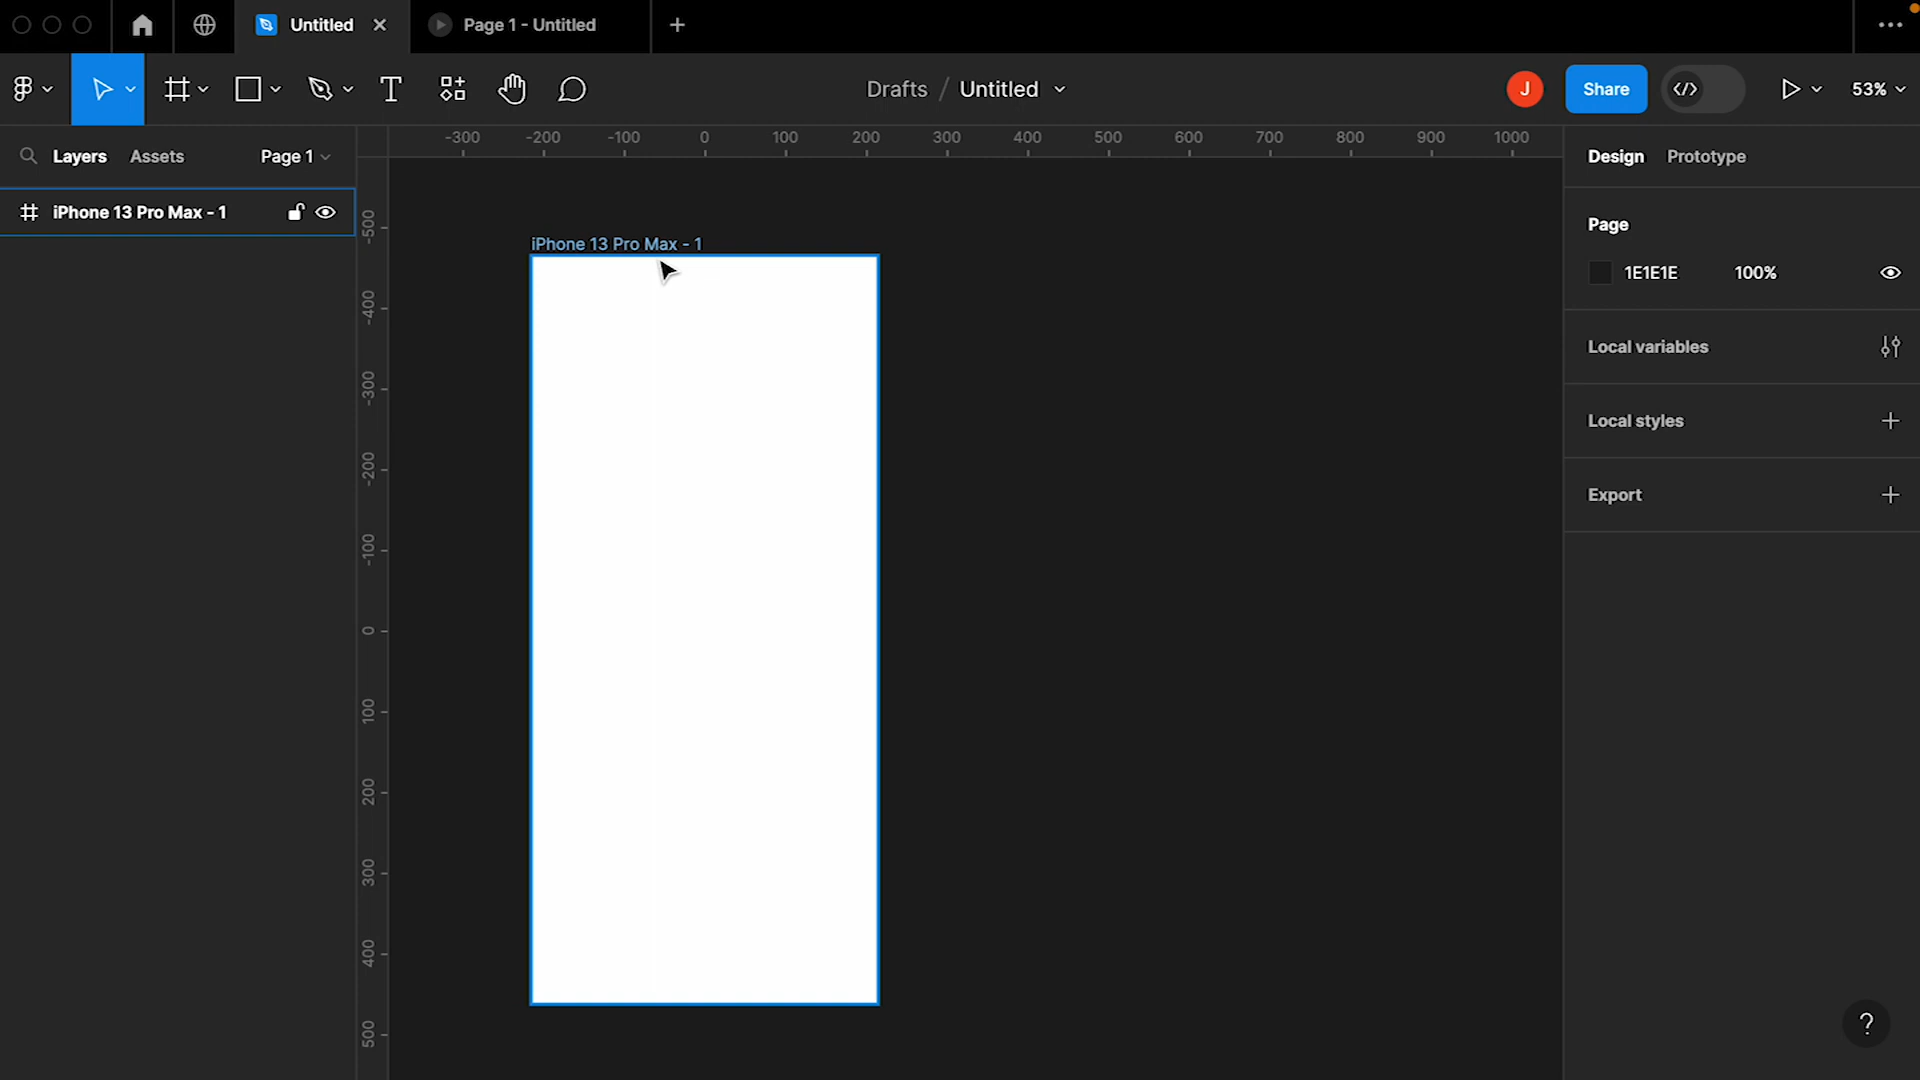 Untitled
Page 1 - Untitled
Drafts / Untitled
J
Share
53%
Layers
Assets
Page 1
-300 -200 -100 0 100 200 300 400 500 600 700 800 900 1000
Design
Prototype
iPhone 13 Pro Max - 1
-500
-400
-300
-200
-100
0
100
200
300
400
500
iPhone 13 Pro Max - 1
Page
1E1E1E 100%
Local variables
Local styles
Export
?